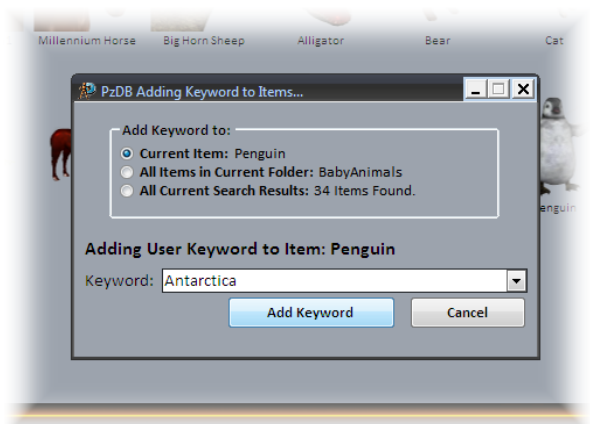 Millennium Horse Big Horn Sheep Alligator Bear Cat
PzDB Adding Keyword to Items...
Add Keyword to:
Current Item: Penguin
All Items in Current Folder: BabyAnimals
All Current Search Results: 34 Items Found.
enguin
Adding User Keyword to Item: Penguin
Keyword: Antarctica
Add Keyword Cancel